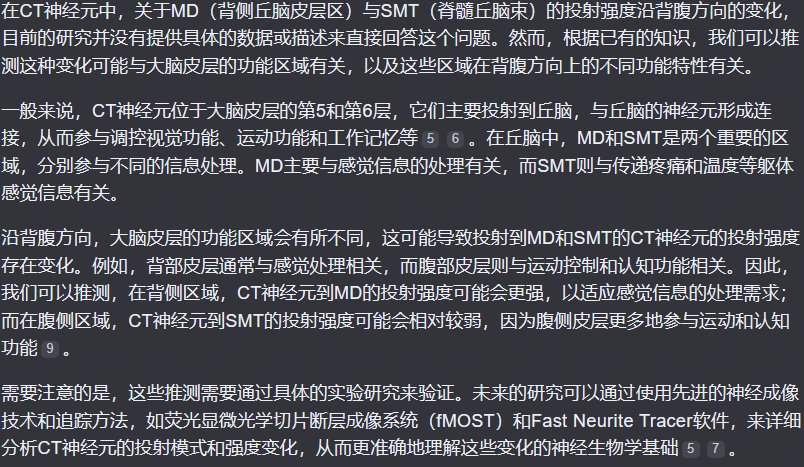 在CT神经元中，关于MD（背侧丘脑皮层区）与SMT（脊髓丘脑束）的投射强度沿背腹方向的变化，
目前的研究并没有提供具体的数据或描述来直接回答这个问题。然而，根据已有的知识，我们可以推
测这种变化可能与大脑皮层的功能区域有关，以及这些区域在背腹方向上的不同功能特性有关。
一般来说，CT神经元位于大脑皮层的第5和第6层，它们主要投射到丘脑，与丘脑的神经元形成连
接，从而参与调控视觉功能、运动功能和工作记忆等 5 6 。在丘脑中，MD和SMT是两个重要的区
域，分别参与不同的信息处理。MD主要与感觉信息的处理有关，而SMT则与传递疼痛和温度等躯体
感觉信息有关。
沿背腹方向，大脑皮层的功能区域会有所不同，这可能导致投射到MD和SMT的CT神经元的投射强度
存在变化。例如，背部皮层通常与感觉处理相关，而腹部皮层则与运动控制和认知功能相关。因此，
我们可以推测，在背侧区域，CT神经元到MD的投射强度可能会更强，以适应感觉信息的处理需求；
而在腹侧区域，CT神经元到SMT的投射强度可能会相对较弱，因为腹侧皮层更多地参与运动和认知
功能 9 。
需要注意的是，这些推测需要通过具体的实验研究来验证。未来的研究可以通过使用先进的神经成像
技术和追踪方法，如荧光显微光学切片断层成像系统（fMOST）和Fast Neurite Tracer软件，来详细
分析CT神经元的投射模式和强度变化，从而更准确地理解这些变化的神经生物学基础 5 7 。